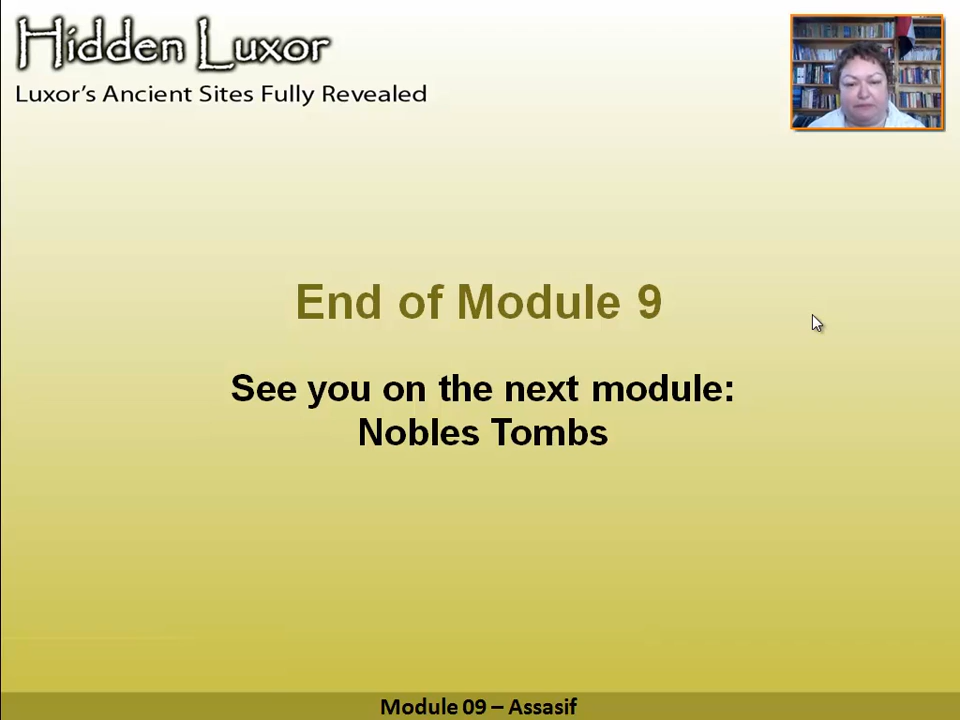 Hidden Luxor
Luxor's Ancient Sites Fully Revealed
End of Module 9
See you on the next module:
Nobles Tombs
Module 09 – Assasif